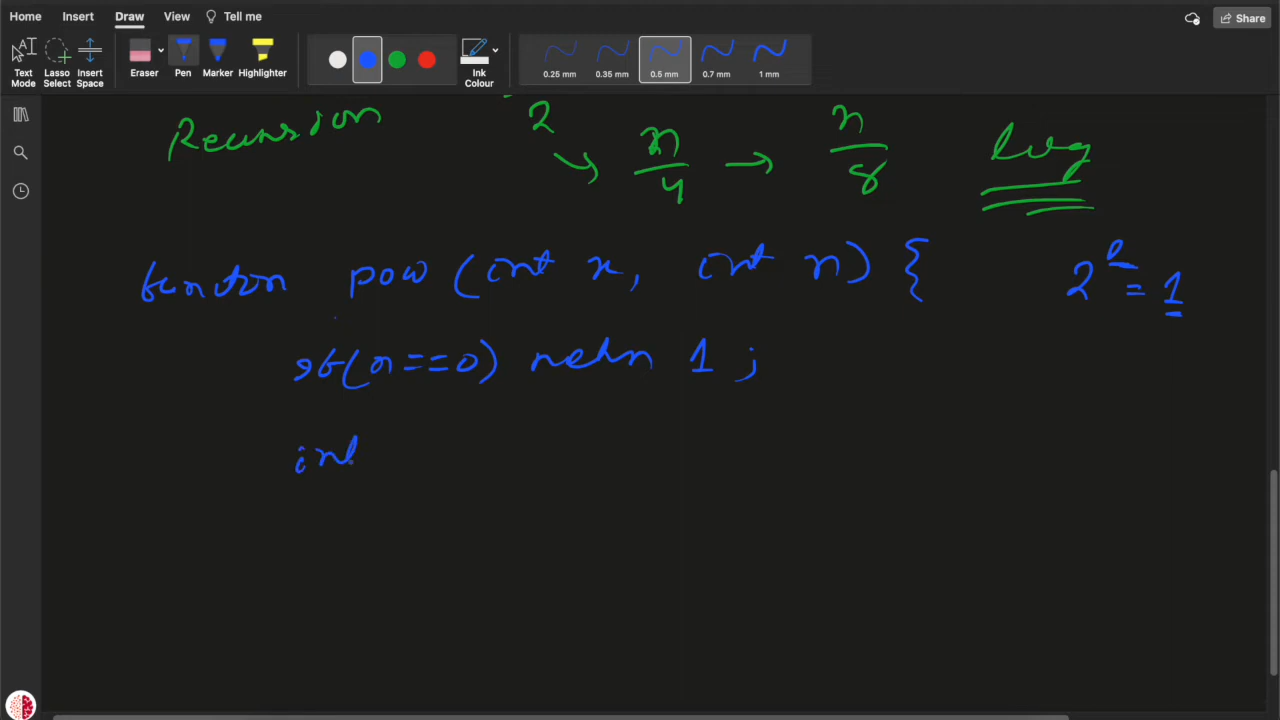 Home Insert Draw View Tell me Share
Text Mode Lasso Select Insert Space Eraser Pen Marker Highlighter Ink Colour 0.25 mm 0.35 mm 0.5 mm 0.7 mm 1 mm
Recursion 2 → n/4 → n/8 log
function pow (int x, int n) { 2^0 = 1
if(n==0) return 1 ;
int